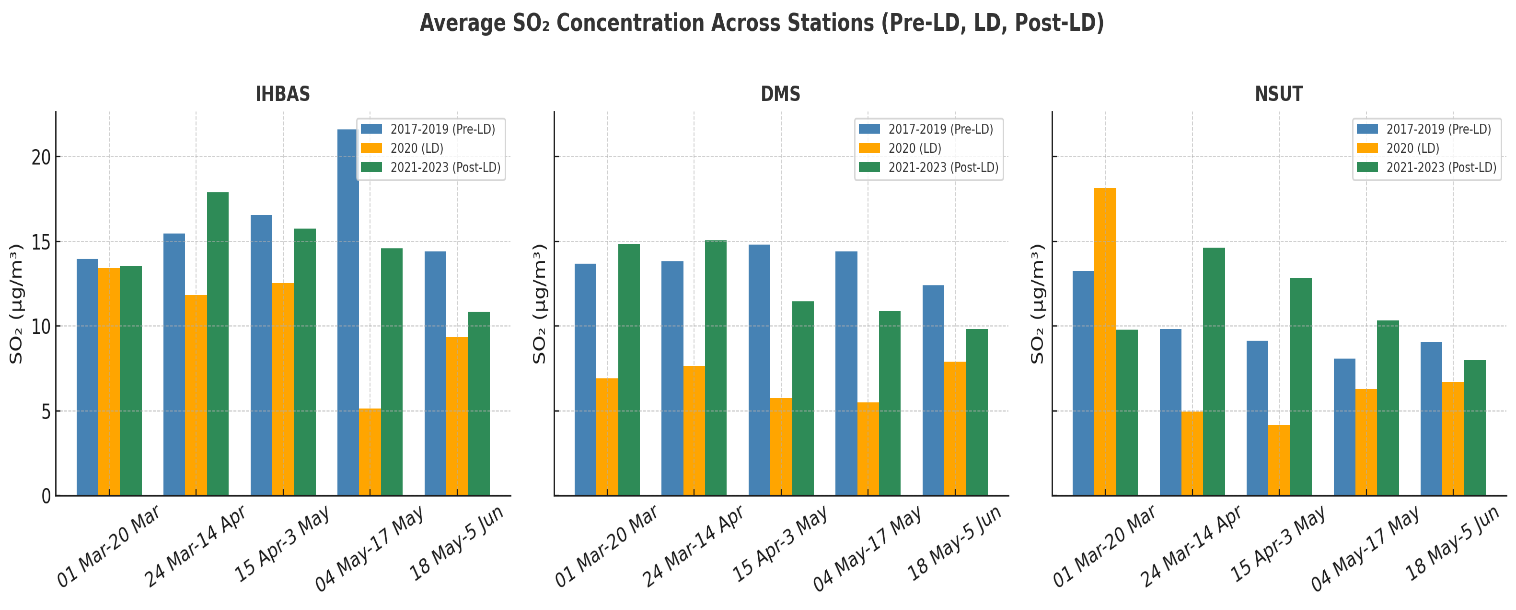 Average SO₂ Concentration Across Stations (Pre-LD, LD, Post-LD)
IHBAS
2017-2019 (Pre-LD)
2020 (LD)
2021-2023 (Post-LD)
SO₂ (µg/m³)
20
15
10
5
0
01 Mar-20 Mar
24 Mar-14 Apr
15 Apr-3 May
04 May-17 May
18 May-5 Jun
DMS
2017-2019 (Pre-LD)
2020 (LD)
2021-2023 (Post-LD)
SO₂ (µg/m³)
01 Mar-20 Mar
24 Mar-14 Apr
15 Apr-3 May
04 May-17 May
18 May-5 Jun
NSUT
2017-2019 (Pre-LD)
2020 (LD)
2021-2023 (Post-LD)
SO₂ (µg/m³)
01 Mar-20 Mar
24 Mar-14 Apr
15 Apr-3 May
04 May-17 May
18 May-5 Jun